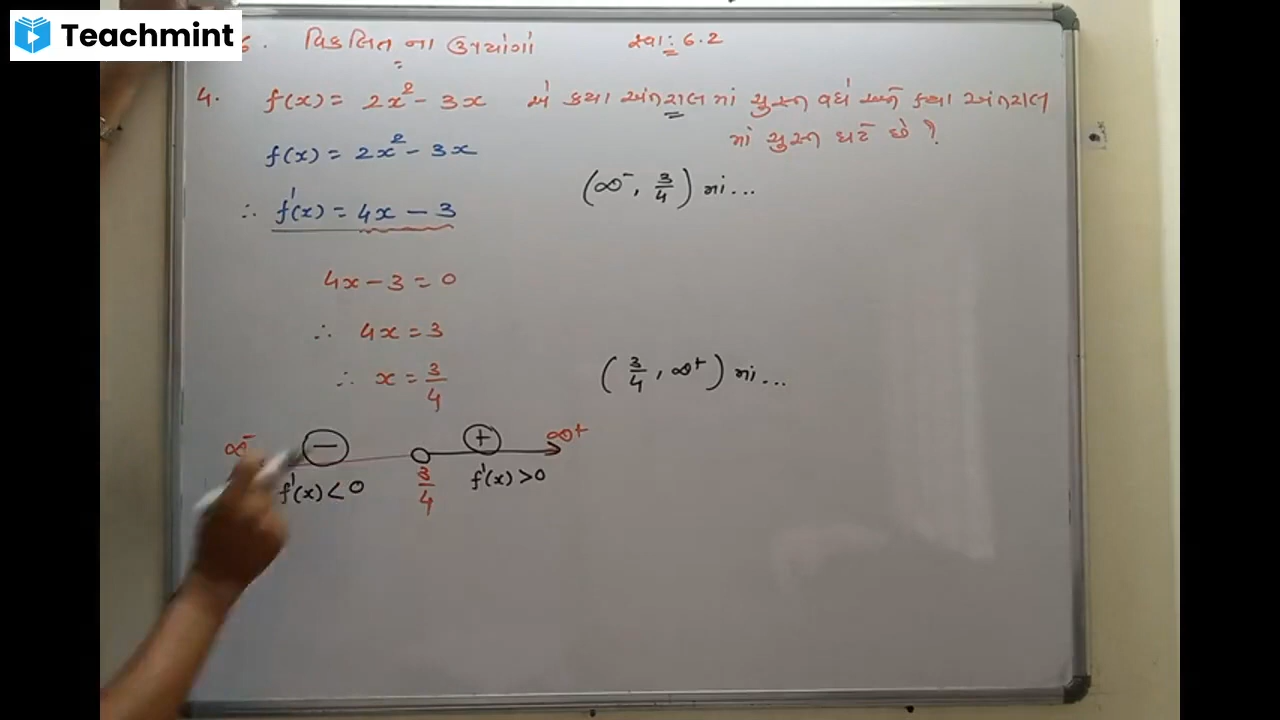 Teachmint
6. વિકલિત ના ઉપયોગો સ્વા: 6.2
4. f(x) = 2x² - 3x એ કયા અંતરાલ માં ચુસ્ત વધે અને કયા અંતરાલ
માં ચુસ્ત ઘટે છે ?
f(x) = 2x² - 3x
∴ f'(x) = 4x - 3
4x - 3 = 0
∴ 4x = 3
∴ x = 3/4
∞⁻ − + ∞⁺
f'(x) < 0 3/4 f'(x) > 0
(∞⁻, 3/4) માં...
(3/4, ∞⁺) માં...